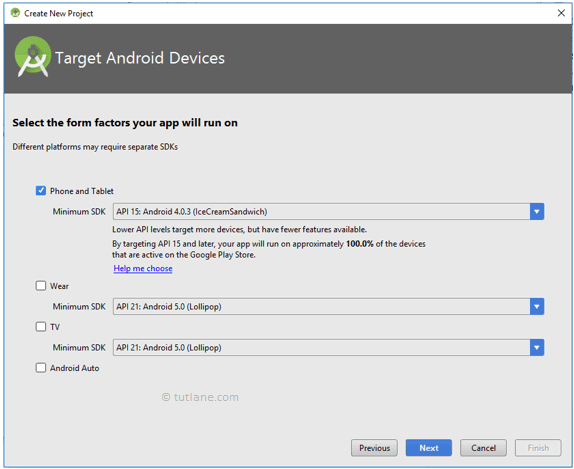 Create New Project
Target Android Devices
Select the form factors your app will run on
Different platforms may require separate SDKs
Phone and Tablet
Minimum SDK API 15: Android 4.0.3 (IceCreamSandwich)
Lower API levels target more devices, but have fewer features available.
By targeting API 15 and later, your app will run on approximately 100.0% of the devices
that are active on the Google Play Store.
Help me choose
Wear
Minimum SDK API 21: Android 5.0 (Lollipop)
TV
Minimum SDK API 21: Android 5.0 (Lollipop)
Android Auto
© tutlane.com
Previous Next Cancel Finish